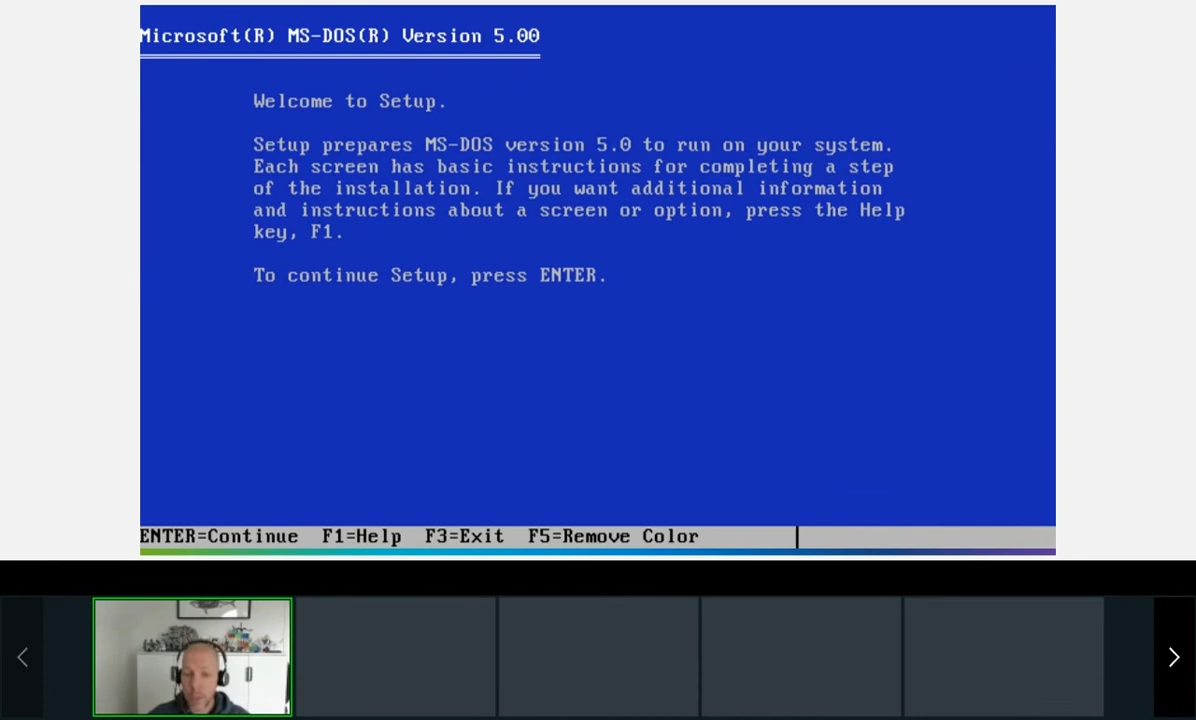 Microsoft(R) MS-DOS(R) Version 5.00
Welcome to Setup.
Setup prepares MS-DOS version 5.0 to run on your system.
Each screen has basic instructions for completing a step
of the installation. If you want additional information
and instructions about a screen or option, press the Help
key, F1.
To continue Setup, press ENTER.
ENTER=Continue  F1=Help  F3=Exit  F5=Remove Color